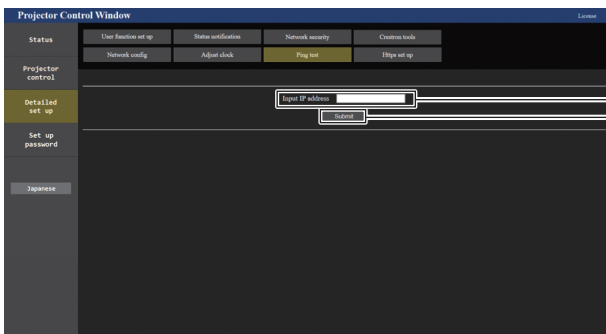 Projector Control Window
License
Status
User function set up
Status notification
Network security
Crestron tools
Network config
Adjust clock
Ping test
Https set up
Projector
control
Detailed
set up
Input IP address
Submit
Set up
password
Japanese